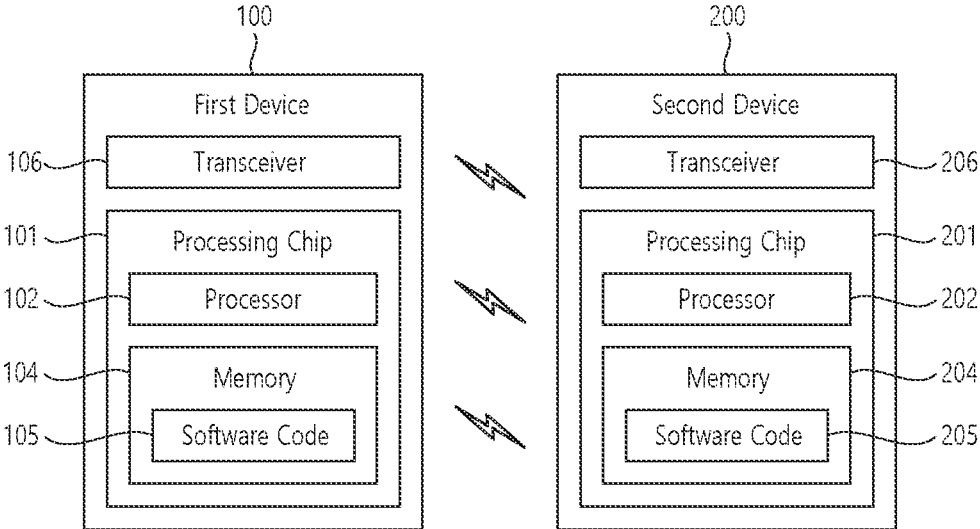 100
200
First Device
Second Device
106
Transceiver
Transceiver
206
101
Processing Chip
Processing Chip
201
102
Processor
Processor
202
104
Memory
Memory
204
105
Software Code
Software Code
205